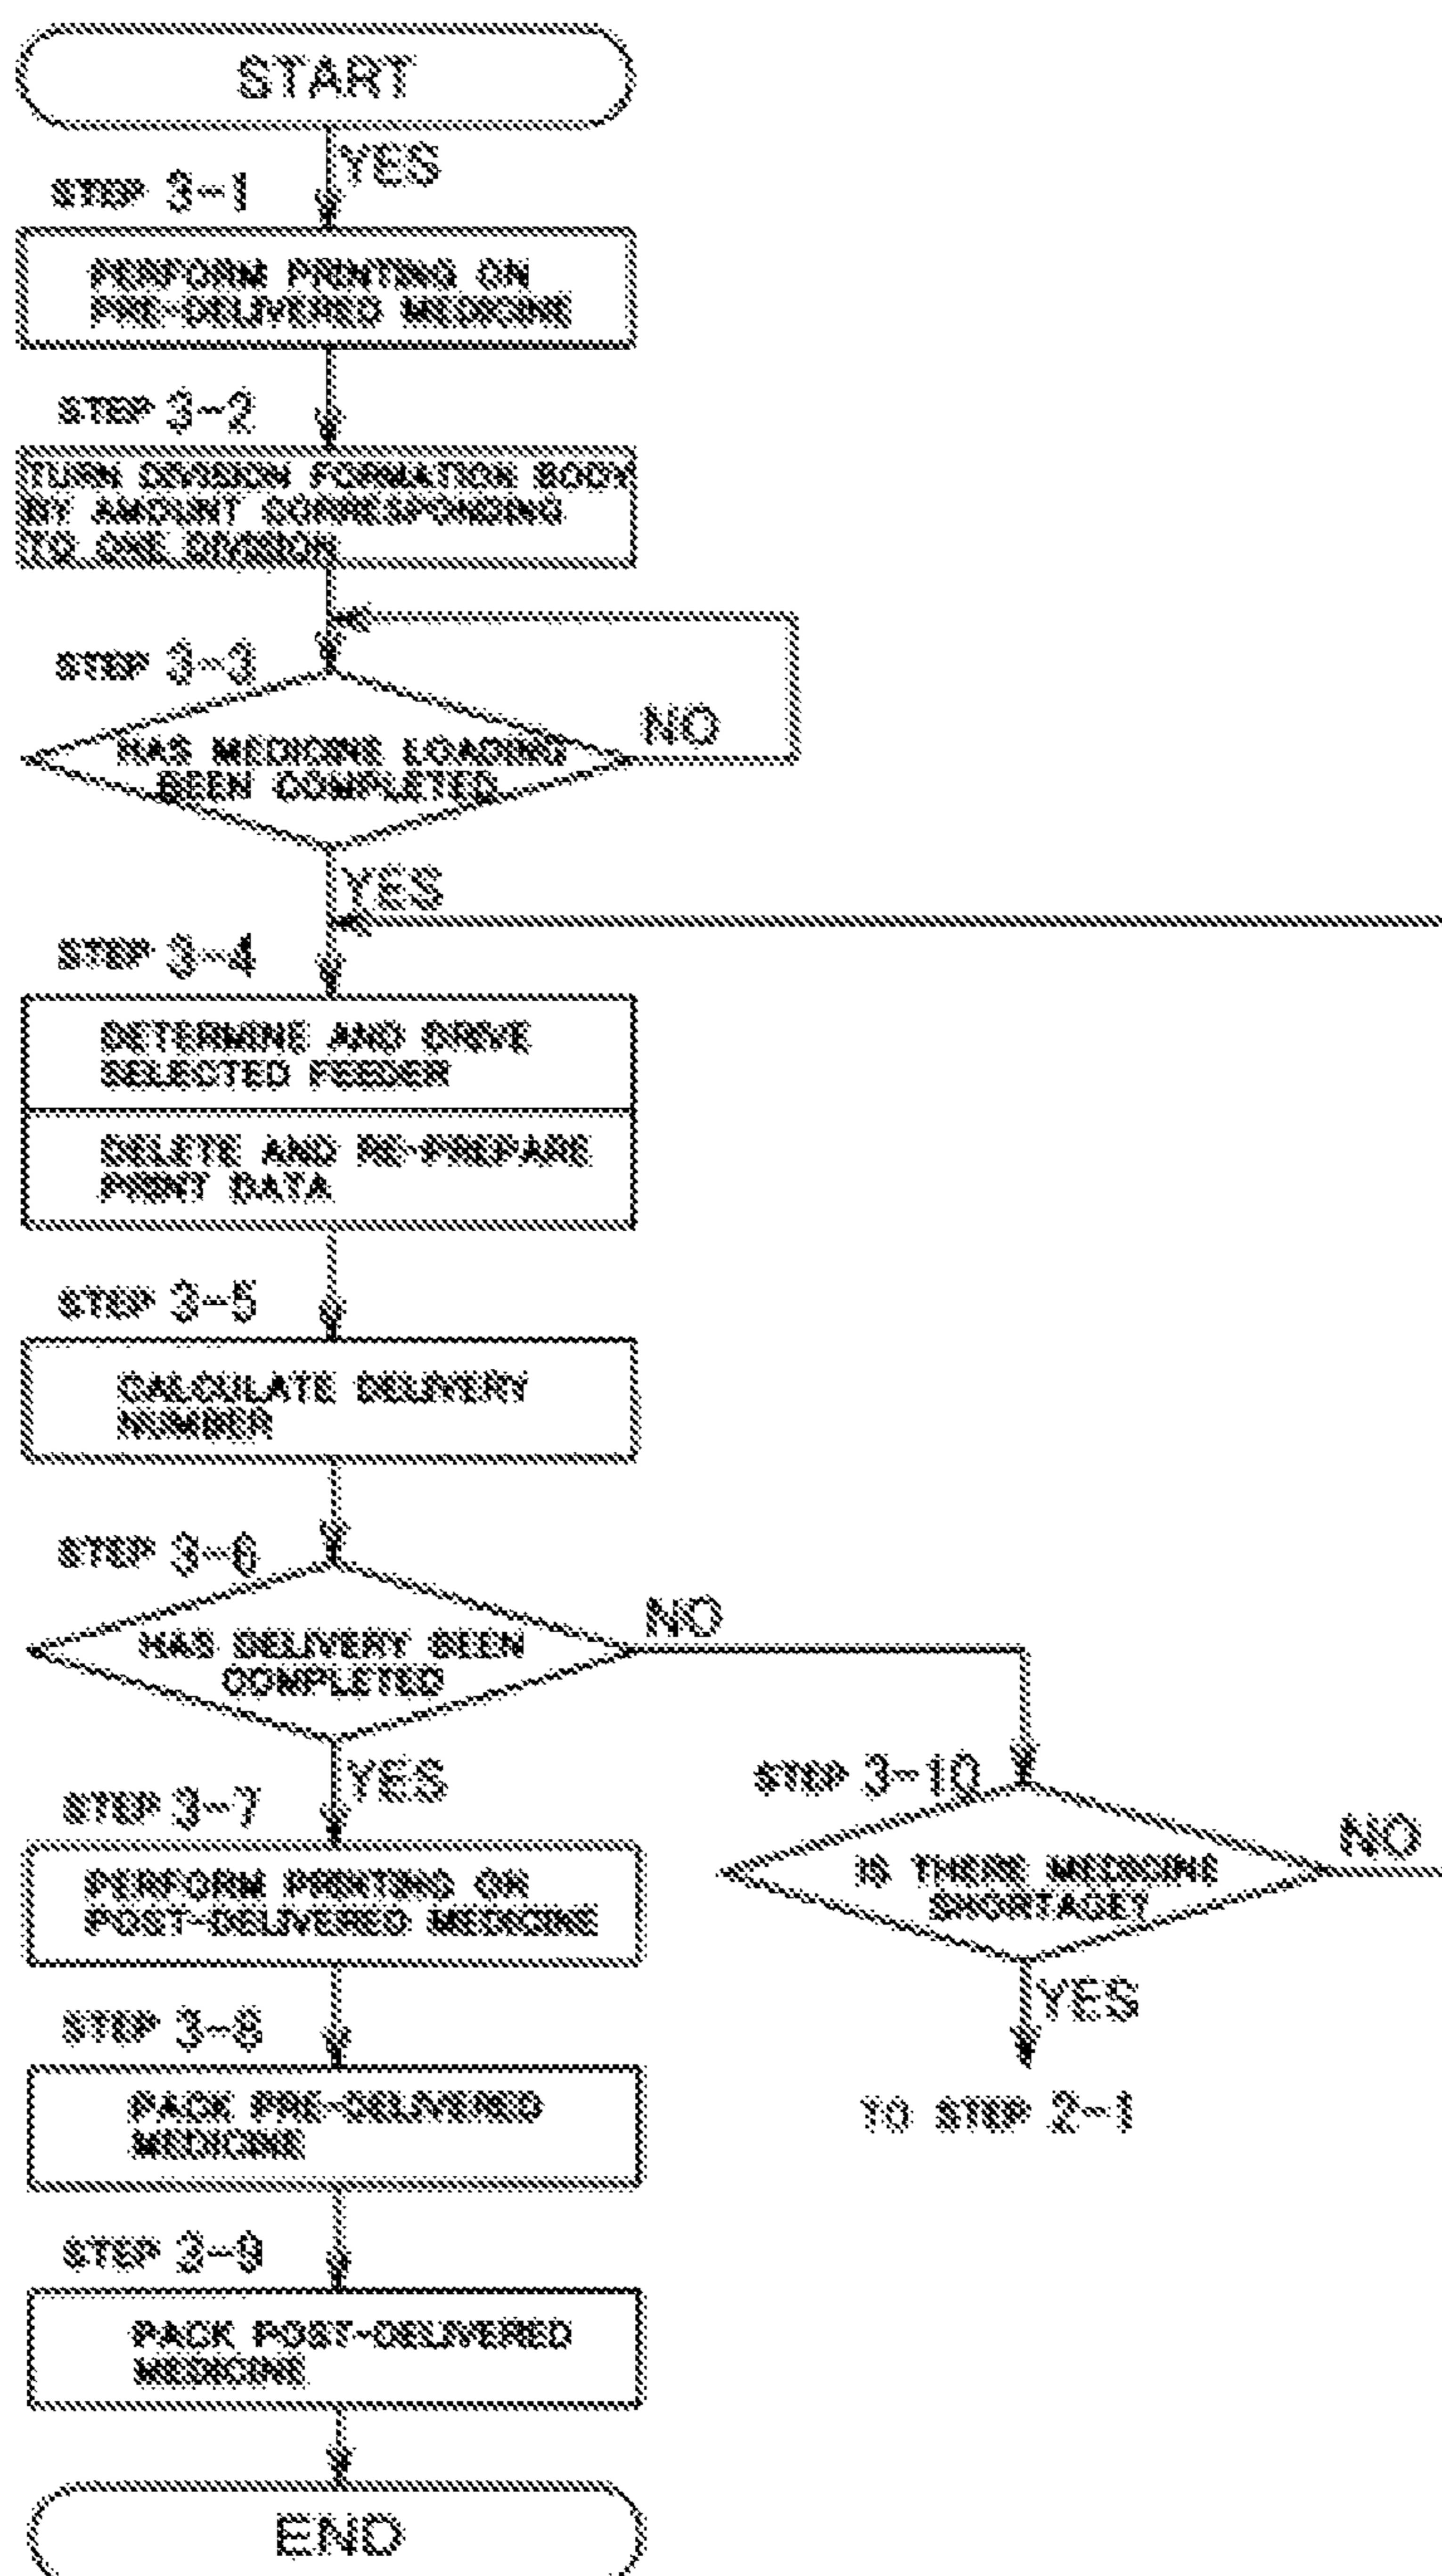 START
YES
STEP 3-1
PERFORM PRINTING ON
PRE-DELIVERED MEDICINE
STEP 3-2
TURN DIVISION FORMATION BODY
BY AMOUNT CORRESPONDING
TO ONE DIVISION
STEP 3-3
HAS MEDICINE LOADING
BEEN COMPLETED
NO
YES
STEP 3-4
DETERMINE AND DRIVE
SELECTED FEEDER
DELETE AND RE-PREPARE
PRINT DATA
STEP 3-5
CALCULATE DELIVERY
NUMBER
STEP 3-6
HAS DELIVERY BEEN
COMPLETED
NO
YES
STEP 3-7
PERFORM PRINTING ON
POST-DELIVERED MEDICINE
STEP 3-10
IS THERE MEDICINE
SHORTAGE?
NO
YES
TO STEP 2-1
STEP 3-8
PACK PRE-DELIVERED
MEDICINE
STEP 3-9
PACK POST-DELIVERED
MEDICINE
END